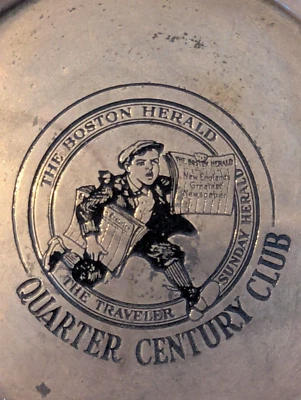 THE BOSTON HERALD
SUNDAY HERALD
THE TRAVELER
THE BOSTON HERALD
New England's
Greatest
Newspaper
QUARTER CENTURY CLUB